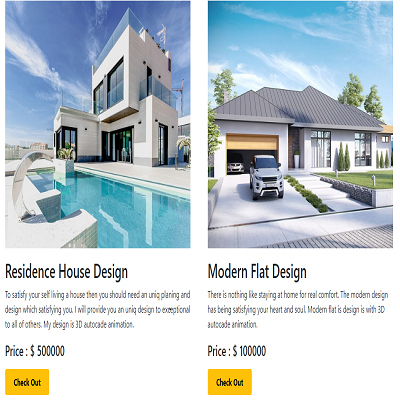 Residence House Design
To satisfy your self living a house then you should need an uniq planing and
design which satisfying you. I will provide you an uniq design to exceptional
to all of others. My design is 3D autocade animation.
Price : $ 500000
Check Out
Modern Flat Design
There is nothing like staying at home for real comfort. The modern design
has being satisfying your heart and soul. Modern flat is design is with 3D
autocade animation.
Price : $ 100000
Check Out